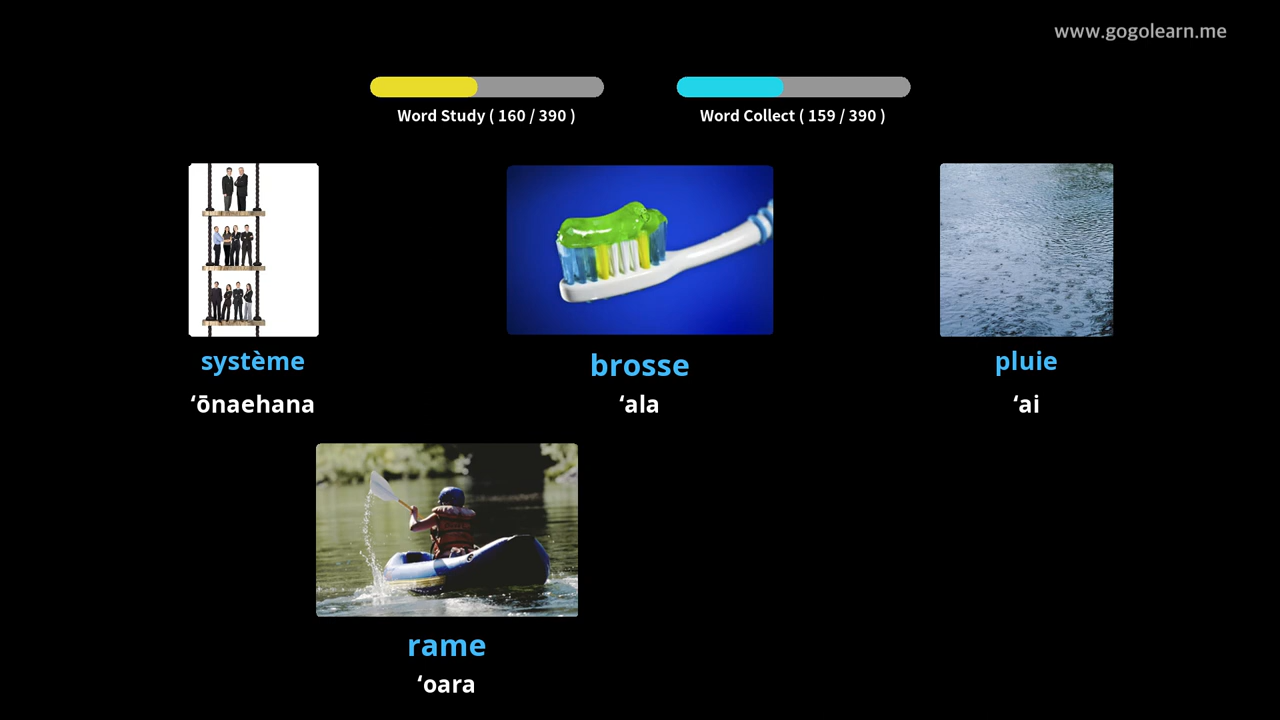 www.gogolearn.me
Word Study ( 160 / 390 )
Word Collect ( 159 / 390 )
système
ʻōnaehana
brosse
ʻala
pluie
ʻai
rame
ʻoara